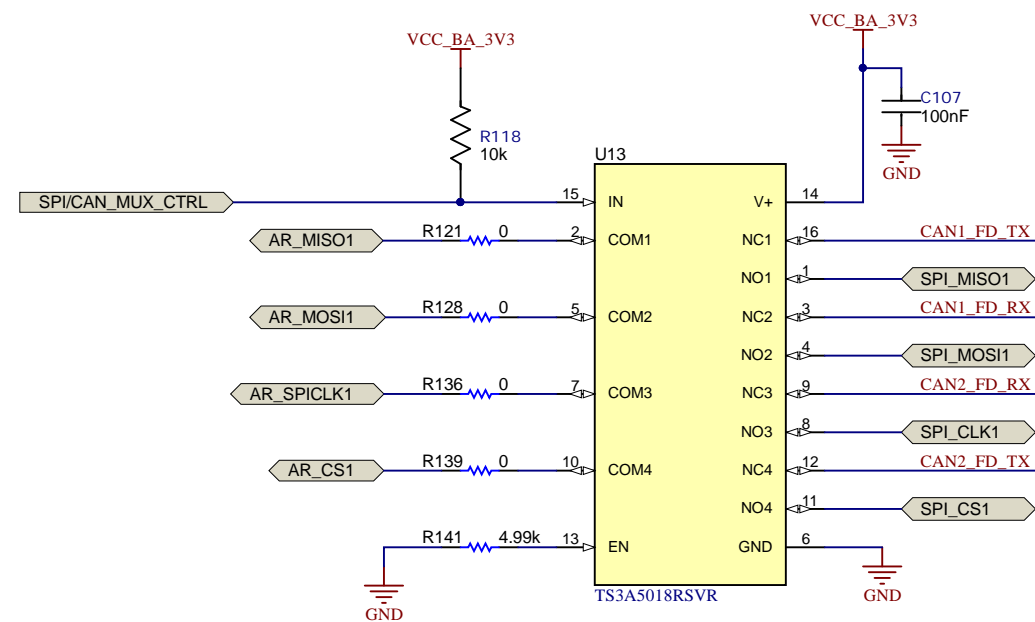 VCC_BA_3V3
VCC_BA_3V3
C107
100nF
R118
10k
GND
U13
SPI/CAN_MUX_CTRL
15 IN
V+ 14
AR_MISO1
R121 0
2 COM1
NC1 16
CAN1_FD_TX
NO1 1
SPI_MISO1
AR_MOSI1
R128 0
5 COM2
NC2 3
CAN1_FD_RX
NO2 4
SPI_MOSI1
AR_SPICLK1
R136 0
7 COM3
NC3 9
CAN2_FD_RX
NO3 8
SPI_CLK1
AR_CS1
R139 0
10 COM4
NC4 12
CAN2_FD_TX
NO4 11
SPI_CS1
R141 4.99k
13 EN
GND 6
GND
TS3A5018RSVR
GND